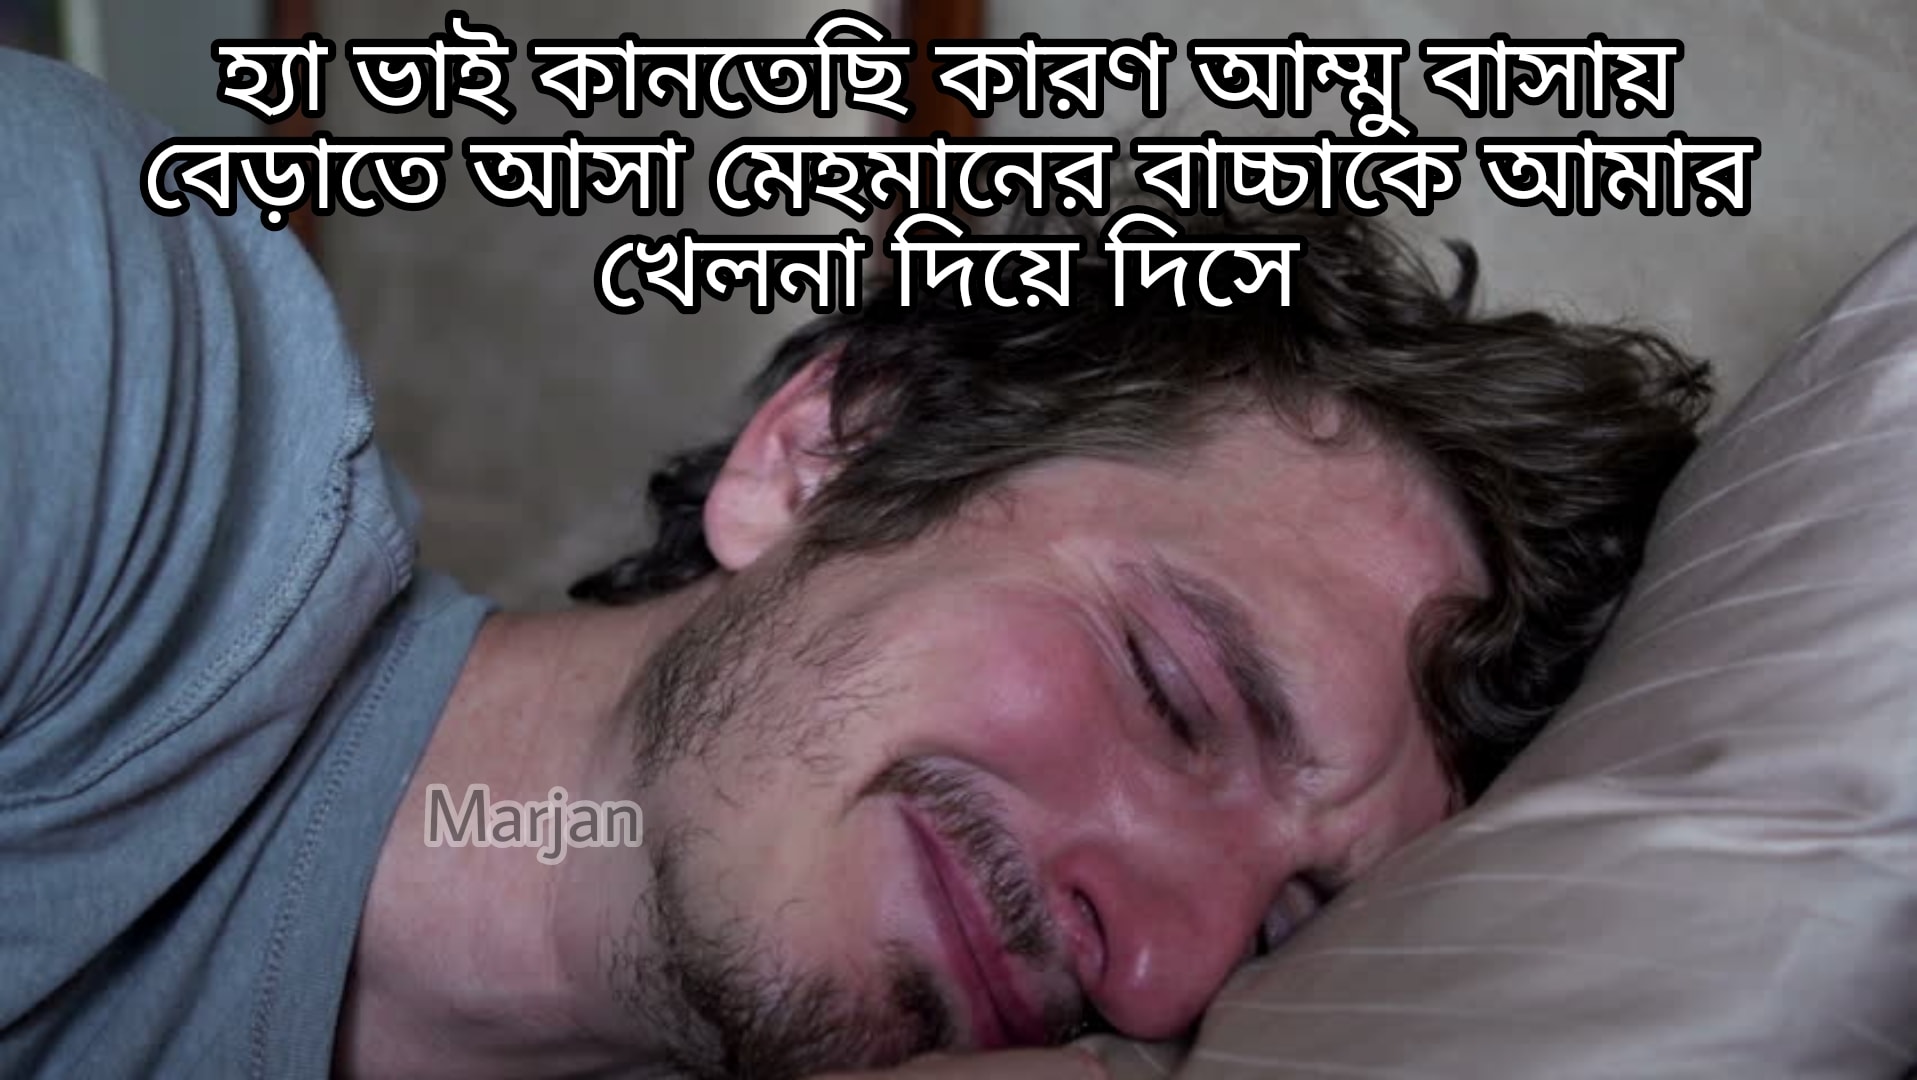 হ্যা ভাই কানতেছি কারণ আম্মু বাসায়
বেড়াতে আসা মেহমানের বাচ্চাকে আমার
খেলনা দিয়ে দিসে
Marjan